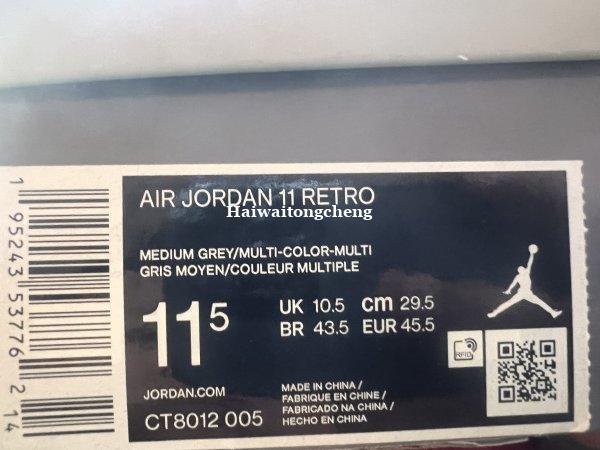 AIR JORDAN 11 RETRO
Haiwaitongcheng
MEDIUM GREY/MULTI-COLOR-MULTI
GRIS MOYEN/COULEUR MULTIPLE
11 5
UK 10.5 cm 29.5
BR 43.5 EUR 45.5
RFID
JORDAN.COM
CT8012 005
MADE IN CHINA /
FABRIQUE EN CHINE /
FABRICADO NA CHINA /
HECHO EN CHINA
1 95243 53776 2 14